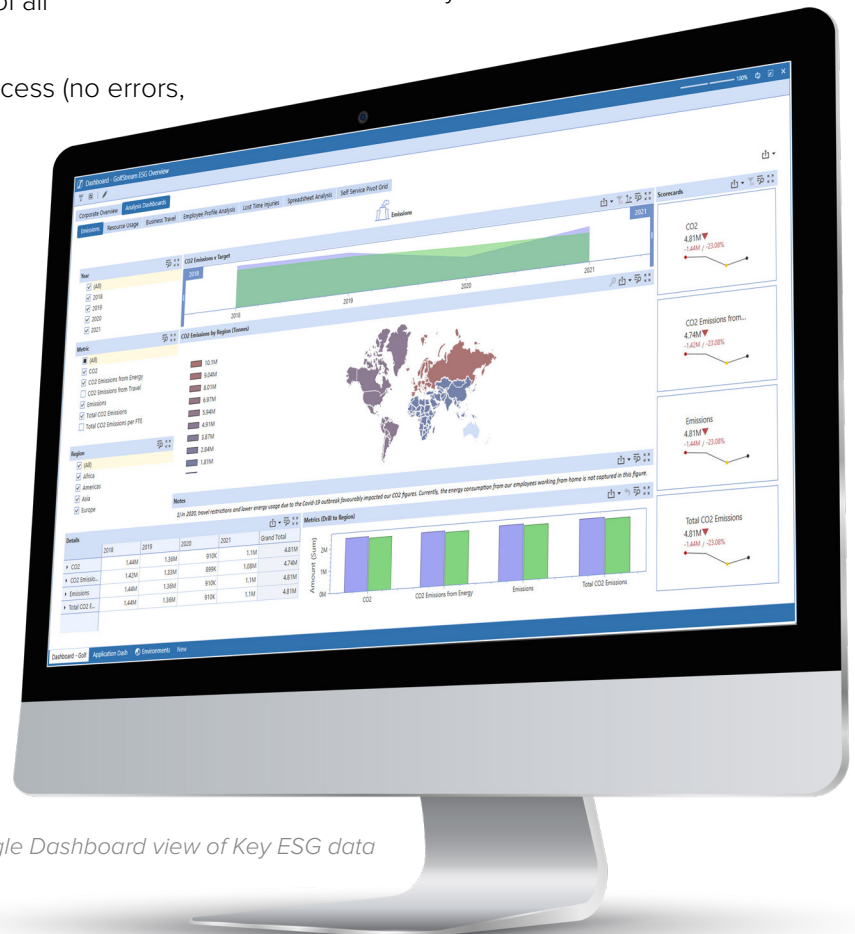 of all
cess (no errors,
100%
Dashboard - GolfStream ESG Overview
Corporate Overview Analysis Dashboards
Emissions Resource Usage Business Travel Employee Profile Analysis Lost Time Injuries Spreadsheet Analysis Self Service Pivot Grid
Emissions
Year
(All)
2018
2019
2020
2021
Metric
(All)
CO2
CO2 Emissions from Energy
CO2 Emissions from Travel
Emissions
Total CO2 Emissions
Total CO2 Emissions per FTE
Region
(All)
Africa
Americas
Asia
Europe
CO2 Emissions v Target
2018 2021
2018 2019 2020 2021
CO2 Emissions by Region (Tonnes)
10.1M
9.04M
8.01M
6.97M
5.94M
4.91M
3.87M
2.84M
1.81M
Notes
1) In 2020, travel restrictions and lower energy usage due to the Covid-19 outbreak favourably impacted our CO2 figures. Currently, the energy consumption from our employees working from home is not captured in this figure.
Details
2018 2019 2020 2021 Grand Total
CO2 1.44M 1.36M 910K 1.1M 4.81M
CO2 Emissio... 1.42M 1.33M 899K 1.08M 4.74M
Emissions 1.44M 1.36M 910K 1.1M 4.81M
Total CO2 E... 1.44M 1.36M 910K 1.1M 4.81M
Metrics (Drill to Region)
Amount (Sum)
2M
1M
0M
CO2 CO2 Emissions from Energy Emissions Total CO2 Emissions
Scorecards
CO2
4.81M
-1.44M / -23.08%
CO2 Emissions from...
4.74M
-1.42M / -23.08%
Emissions
4.81M
-1.44M / -23.08%
Total CO2 Emissions
4.81M
-1.44M / -23.08%
Dashboard - Golf Application Dash Environments New
gle Dashboard view of Key ESG data